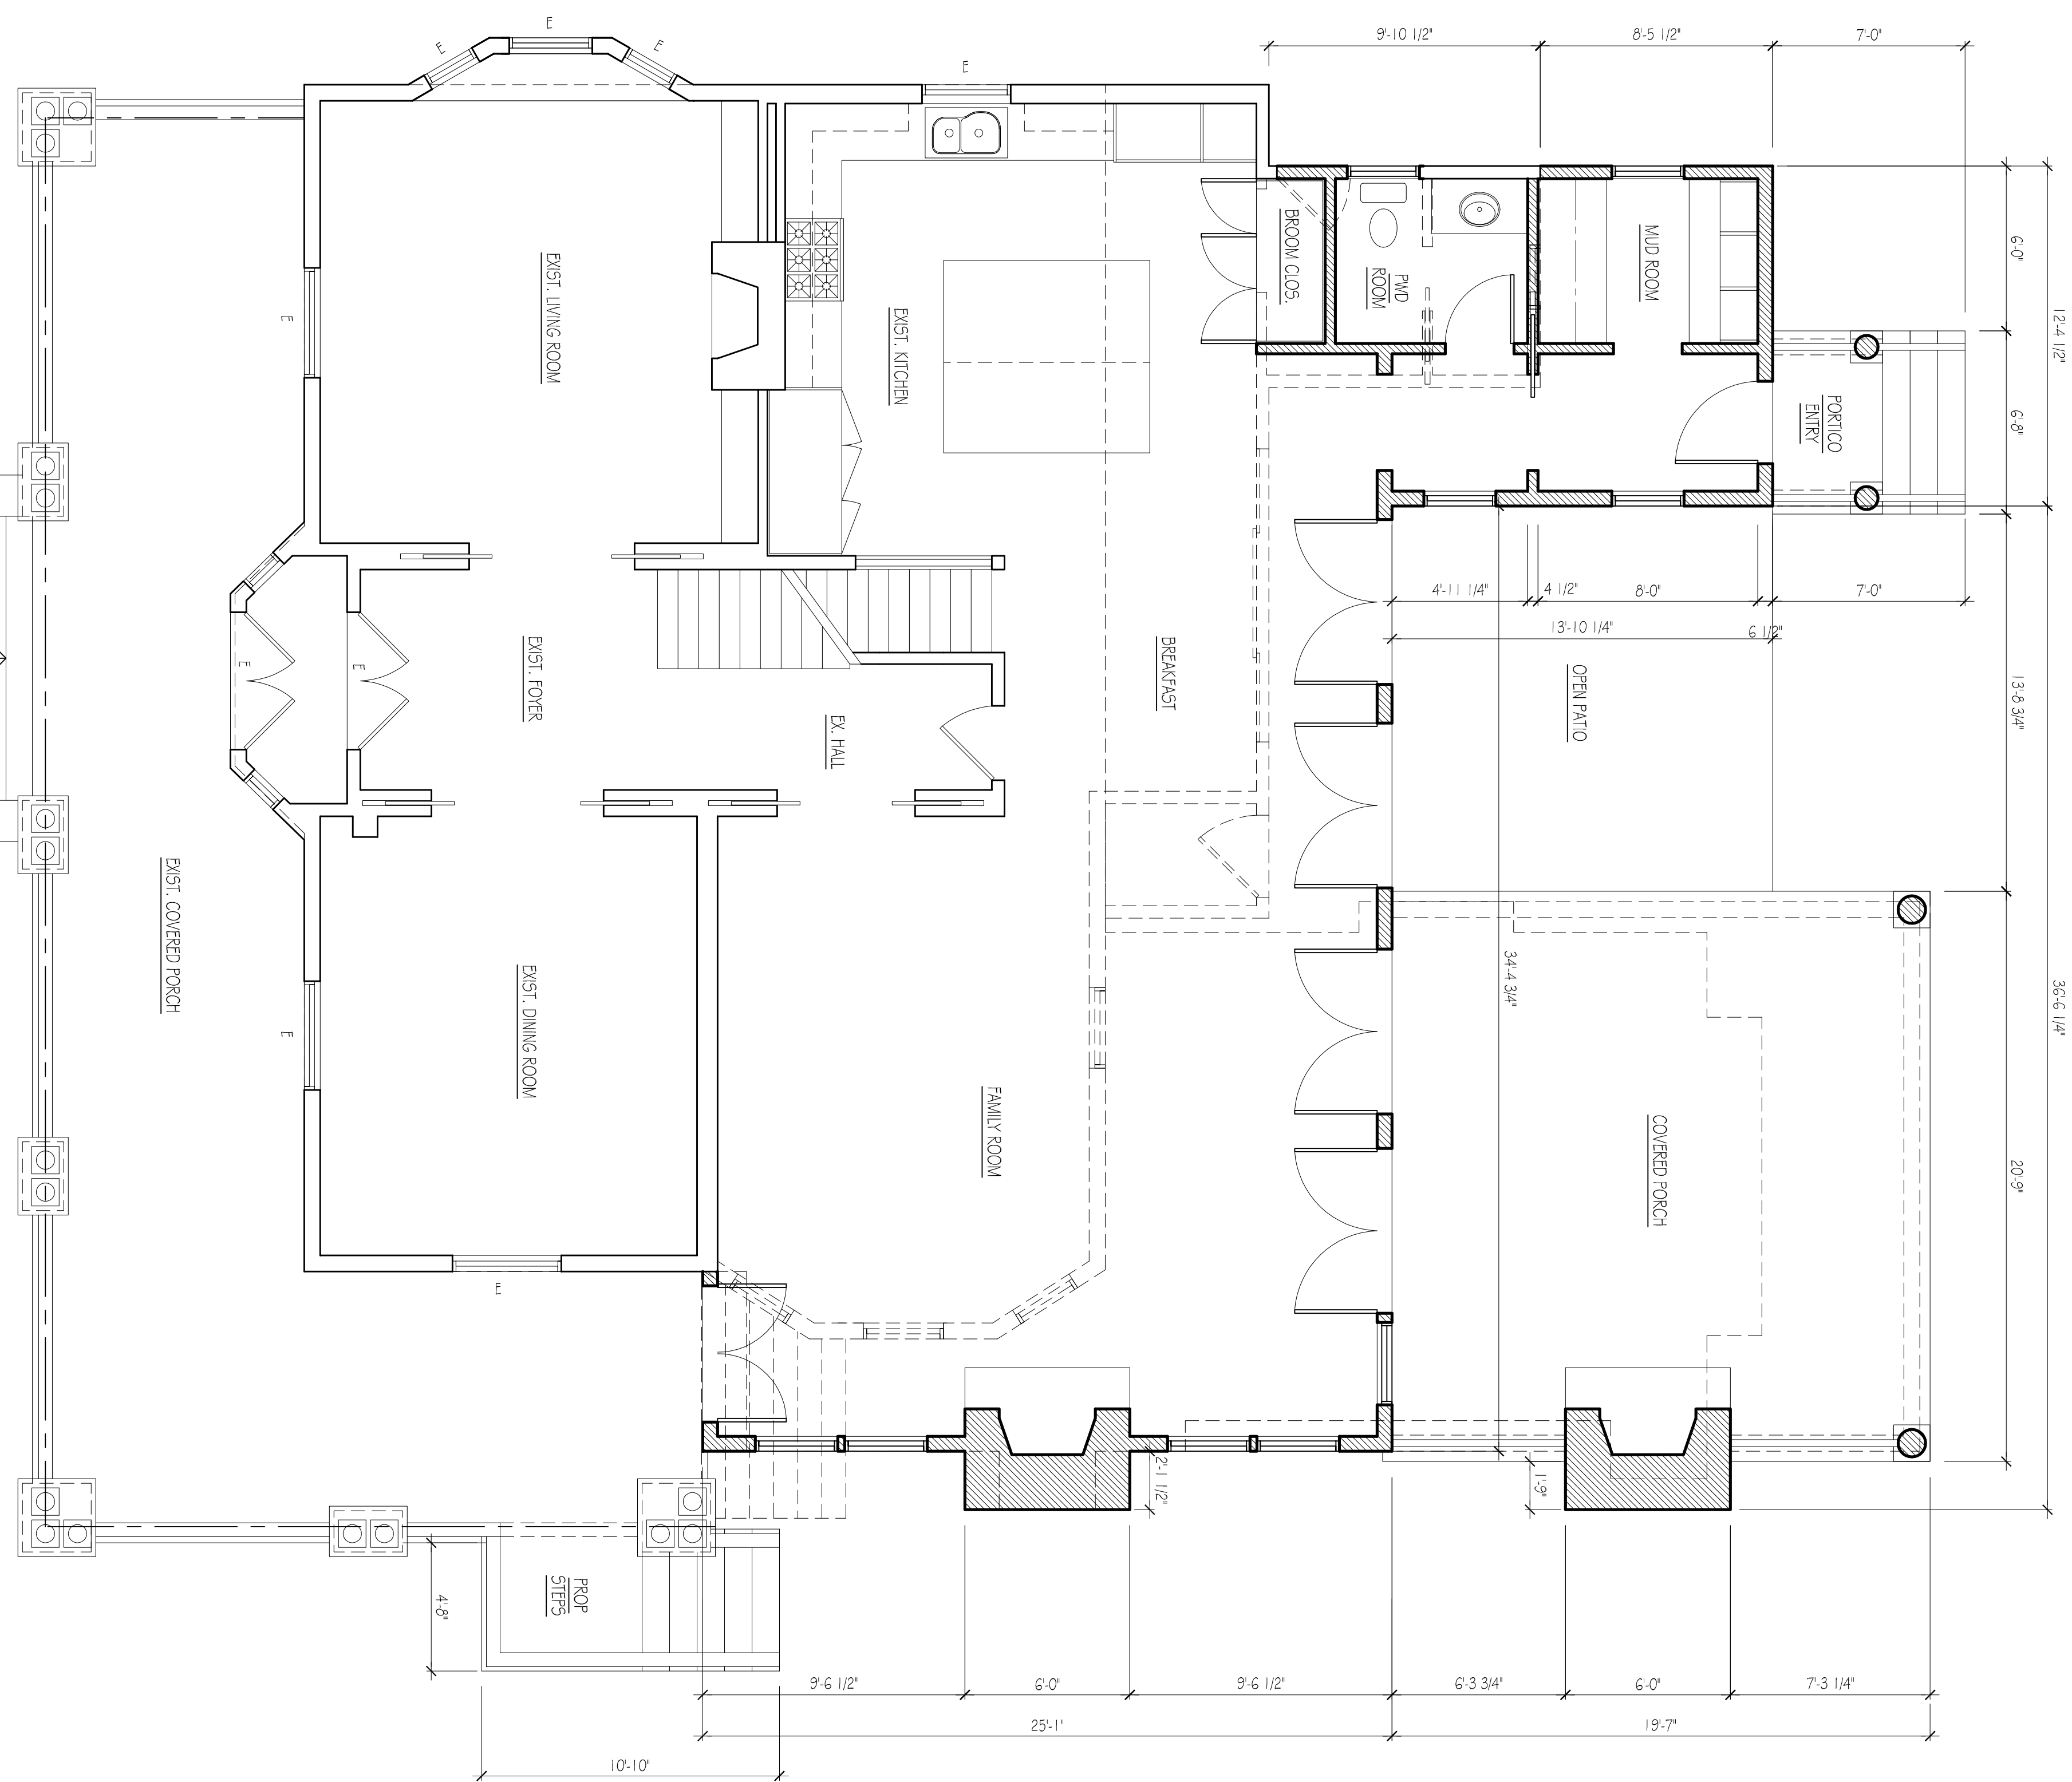 9'-10 1/2"
8'-5 1/2"
7'-0"
E
E
E
E
12'-4 1/2"
6'-0"
6'-8"
MUD ROOM
BROOM CLOS.
PWD
ROOM
PORTICO
ENTRY
EXIST. LIVING ROOM
EXIST. KITCHEN
E
4'-11 1/4"
4 1/2"
8'-0"
7'-0"
13'-10 1/4"
6 1/2"
E
E
EXIST. FOYER
EX. HALL
BREAKFAST
OPEN PATIO
13'-8 3/4"
EXIST. COVERED PORCH
EXIST. DINING ROOM
E
34'-4 3/4"
36'-6 1/4"
FAMILY ROOM
COVERED PORCH
20'-9"
E
2'-1 1/2"
1'-9"
PROP
STEPS
4'-8"
9'-6 1/2"
6'-0"
9'-6 1/2"
6'-3 3/4"
6'-0"
7'-3 1/4"
25'-1"
19'-7"
10'-10"